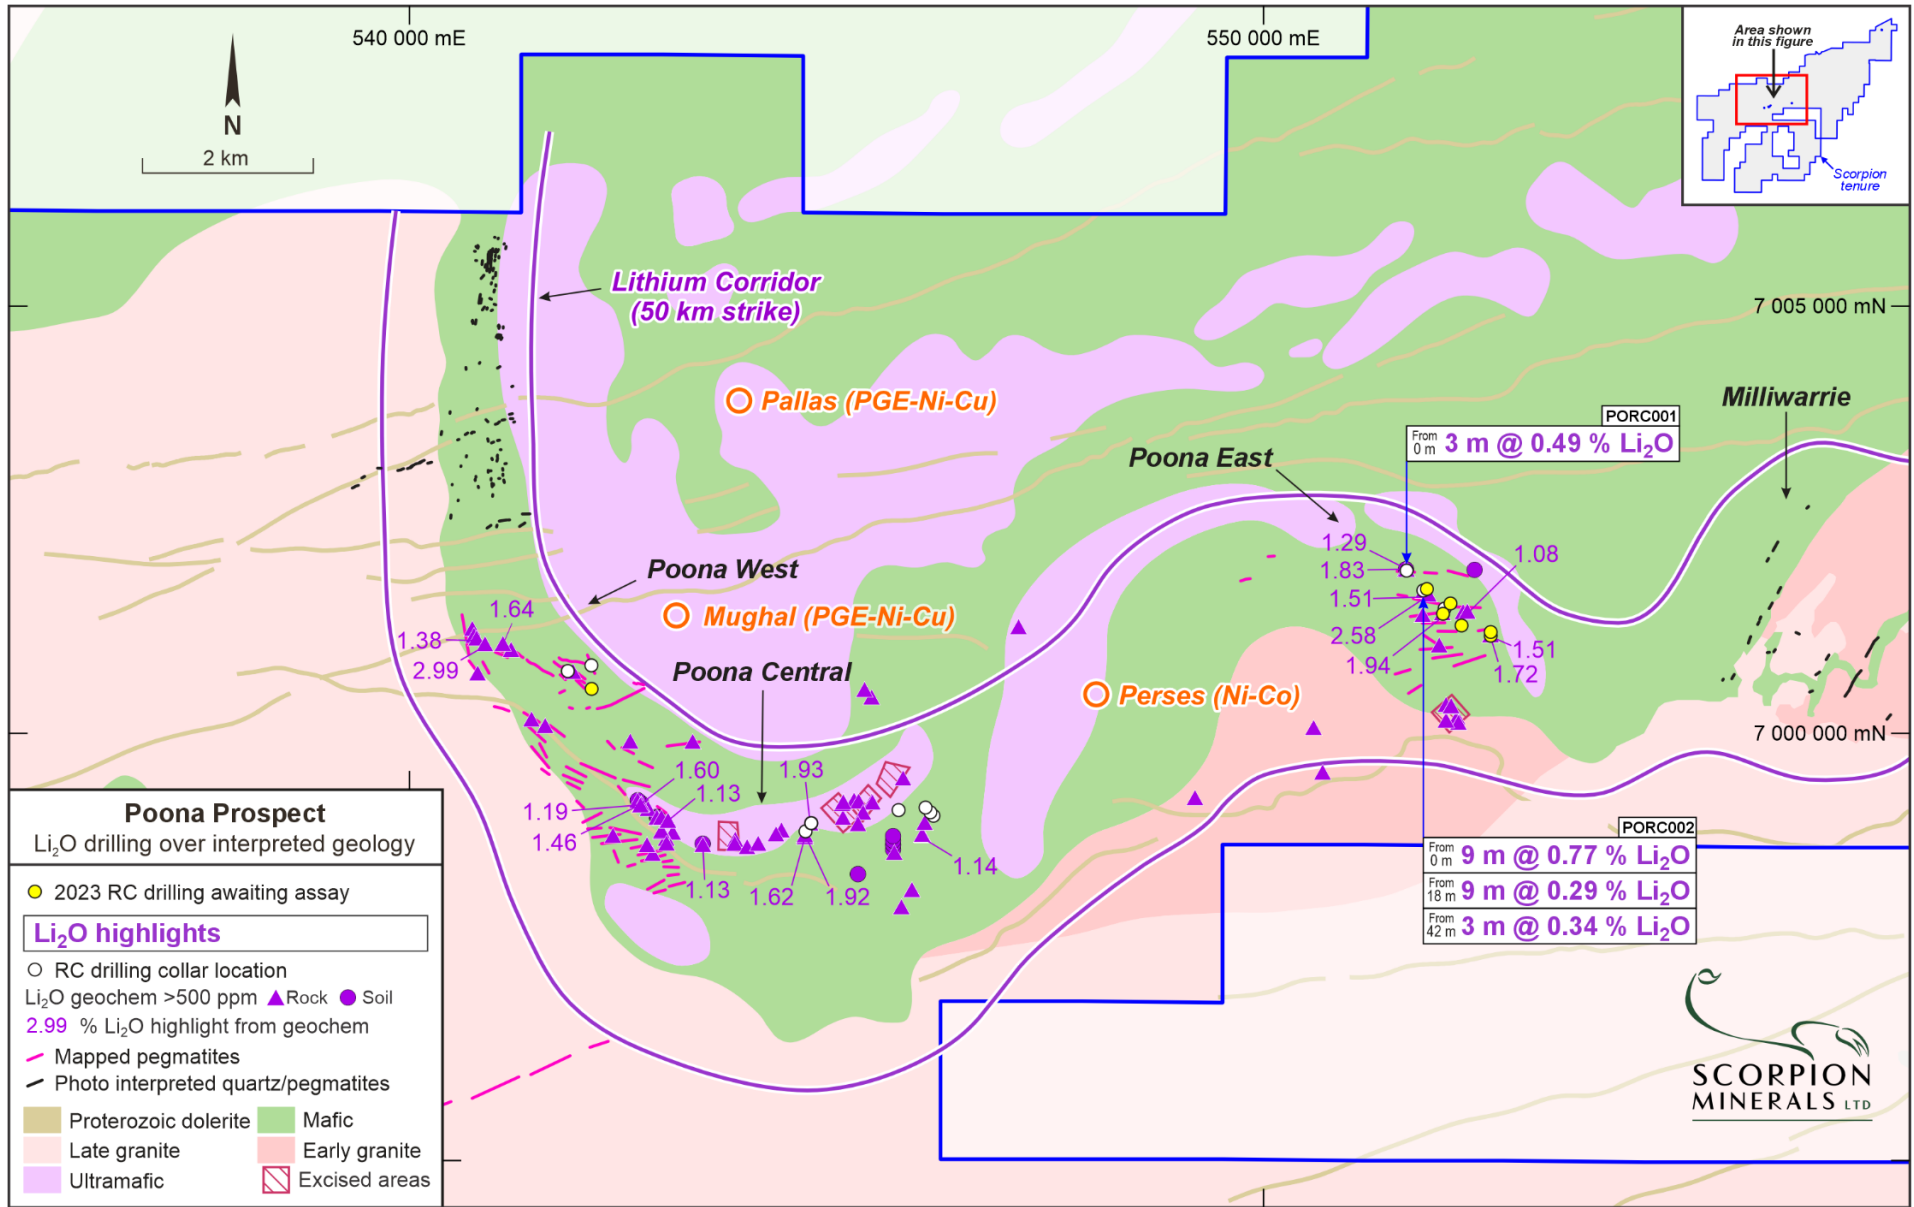 540 000 mE
550 000 mE
Area shown
in this figure
Scorpion
tenure
N
2 km
Lithium Corridor
(50 km strike)
7 005 000 mN
Pallas (PGE-Ni-Cu)
Milliwarrie
PORC001
From
0 m
3 m @ 0.49 % Li₂O
Poona East
1.29
1.08
1.83
Poona West
1.51
1.64
Mughal (PGE-Ni-Cu)
1.38
2.58
1.51
2.99
Poona Central
1.94
1.72
Perses (Ni-Co)
7 000 000 mN
1.60
1.93
1.13
1.19
1.46
1.14
1.13
1.62
1.92
PORC002
From
0 m
9 m @ 0.77 % Li₂O
From
18 m
9 m @ 0.29 % Li₂O
From
42 m
3 m @ 0.34 % Li₂O
Poona Prospect
Li₂O drilling over interpreted geology
2023 RC drilling awaiting assay
Li₂O highlights
RC drilling collar location
Li₂O geochem >500 ppm Rock Soil
2.99 % Li₂O highlight from geochem
Mapped pegmatites
Photo interpreted quartz/pegmatites
Proterozoic dolerite Mafic
Late granite Early granite
Ultramafic Excised areas
SCORPION
MINERALS LTD